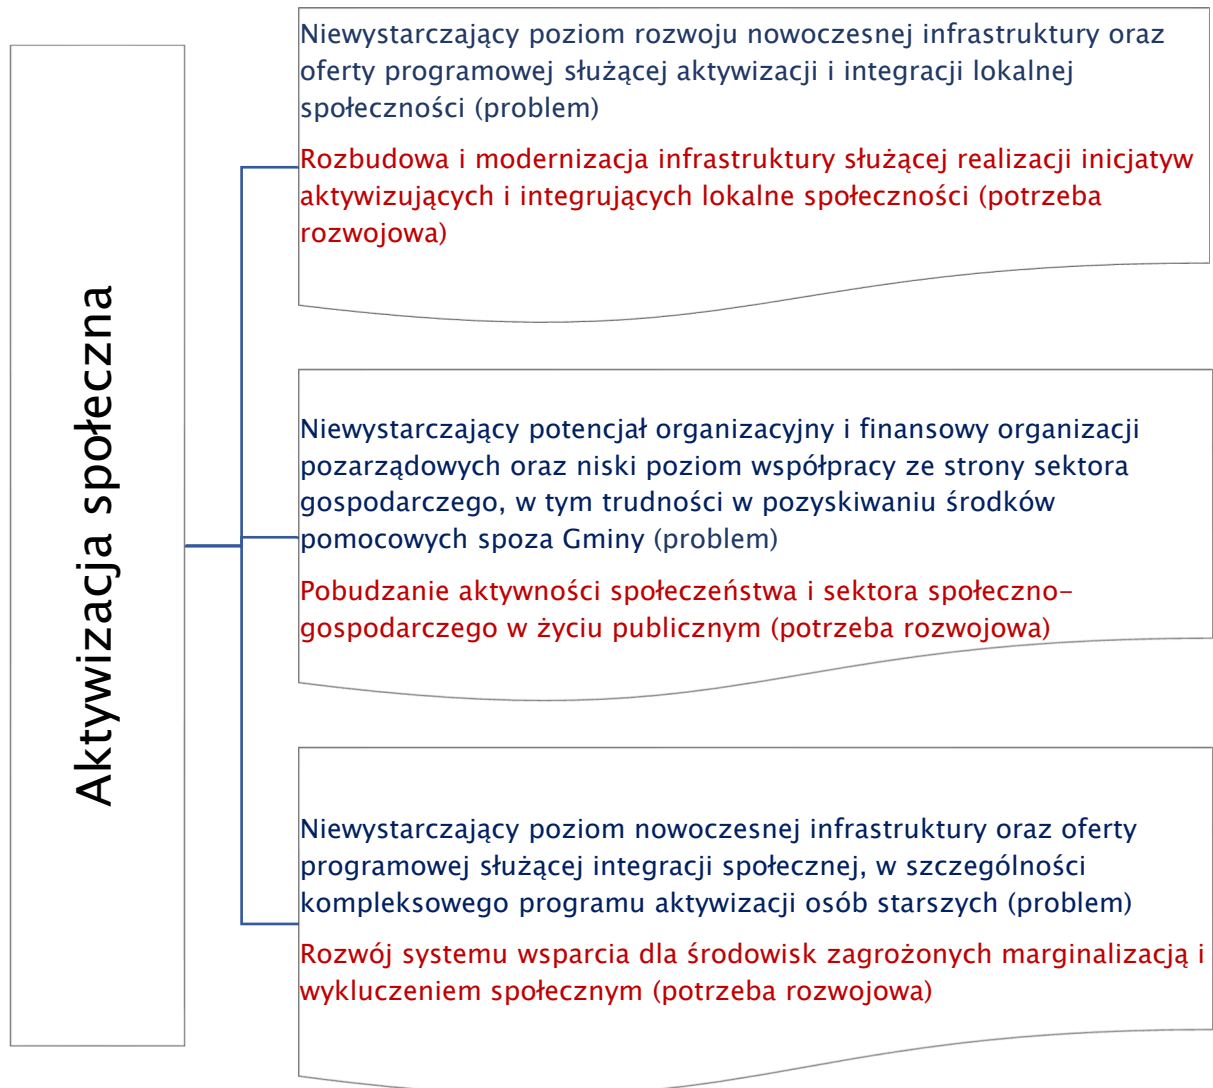 Aktywizacja społeczna
Niewystarczający poziom rozwoju nowoczesnej infrastruktury oraz
oferty programowej służącej aktywizacji i integracji lokalnej
społeczności (problem)
Rozbudowa i modernizacja infrastruktury służącej realizacji inicjatyw
aktywizujących i integrujących lokalne społeczności (potrzeba
rozwojowa)
Niewystarczający potencjał organizacyjny i finansowy organizacji
pozarządowych oraz niski poziom współpracy ze strony sektora
gospodarczego, w tym trudności w pozyskiwaniu środków
pomocowych spoza Gminy (problem)
Pobudzanie aktywności społeczeństwa i sektora społeczno-
gospodarczego w życiu publicznym (potrzeba rozwojowa)
Niewystarczający poziom nowoczesnej infrastruktury oraz oferty
programowej służącej integracji społecznej, w szczególności
kompleksowego programu aktywizacji osób starszych (problem)
Rozwój systemu wsparcia dla środowisk zagrożonych marginalizacją i
wykluczeniem społecznym (potrzeba rozwojowa)